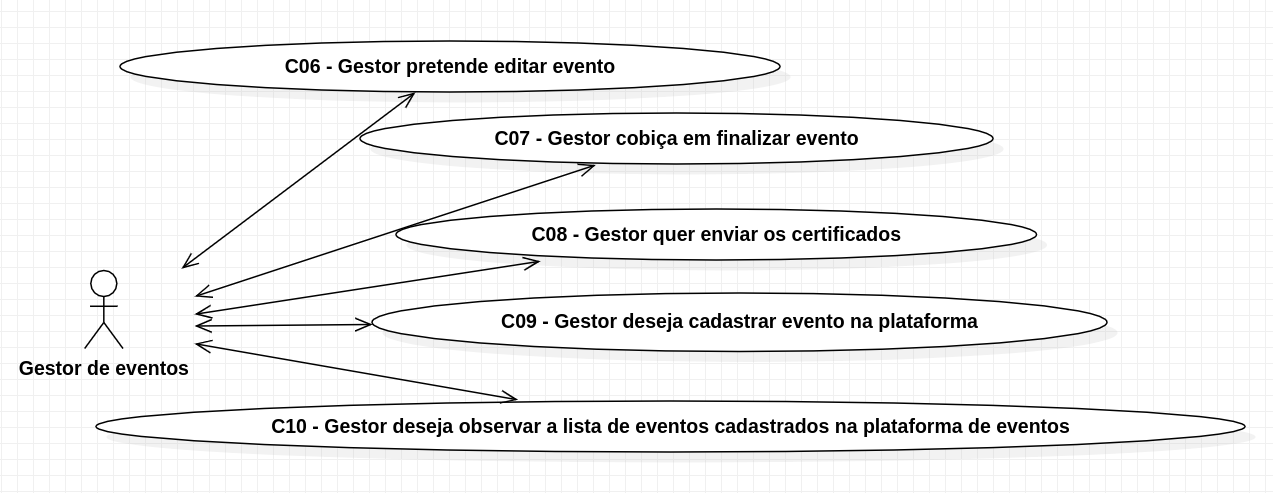 C06 - Gestor pretende editar evento
C07 - Gestor cobiça em finalizar evento
C08 - Gestor quer enviar os certificados
C09 - Gestor deseja cadastrar evento na plataforma
Gestor de eventos
C10 - Gestor deseja observar a lista de eventos cadastrados na plataforma de eventos